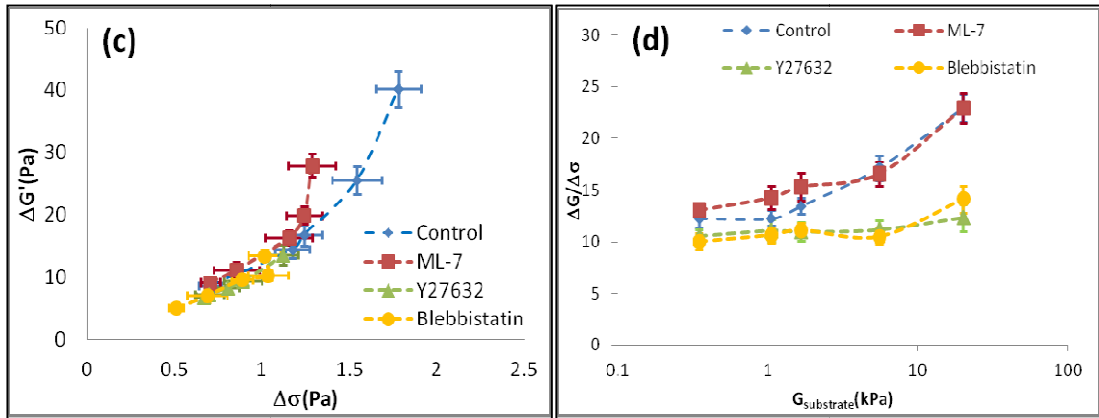 (c)
50
40
30
20
10
0
ΔG'(Pa)
Control
ML-7
Y27632
Blebbistatin
0 0.5 1 1.5 2 2.5
Δσ(Pa)
(d)
Control ML-7
Y27632 Blebbistatin
30
25
20
15
10
5
0
ΔG/Δσ
0.1 1 10 100
Gsubstrate(kPa)